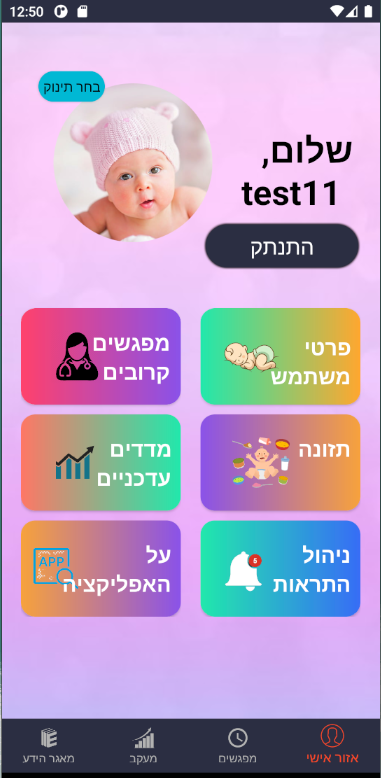 12:50
בחר תינוק
שלום,
test11
התנתק
פרטי
משתמש
מפגשים
קרובים
תזונה
מדדים
עדכניים
ניהול
התראות
5
על
האפליקציה
APP
אזור אישי
מפגשים
מעקב
מאגר הידע